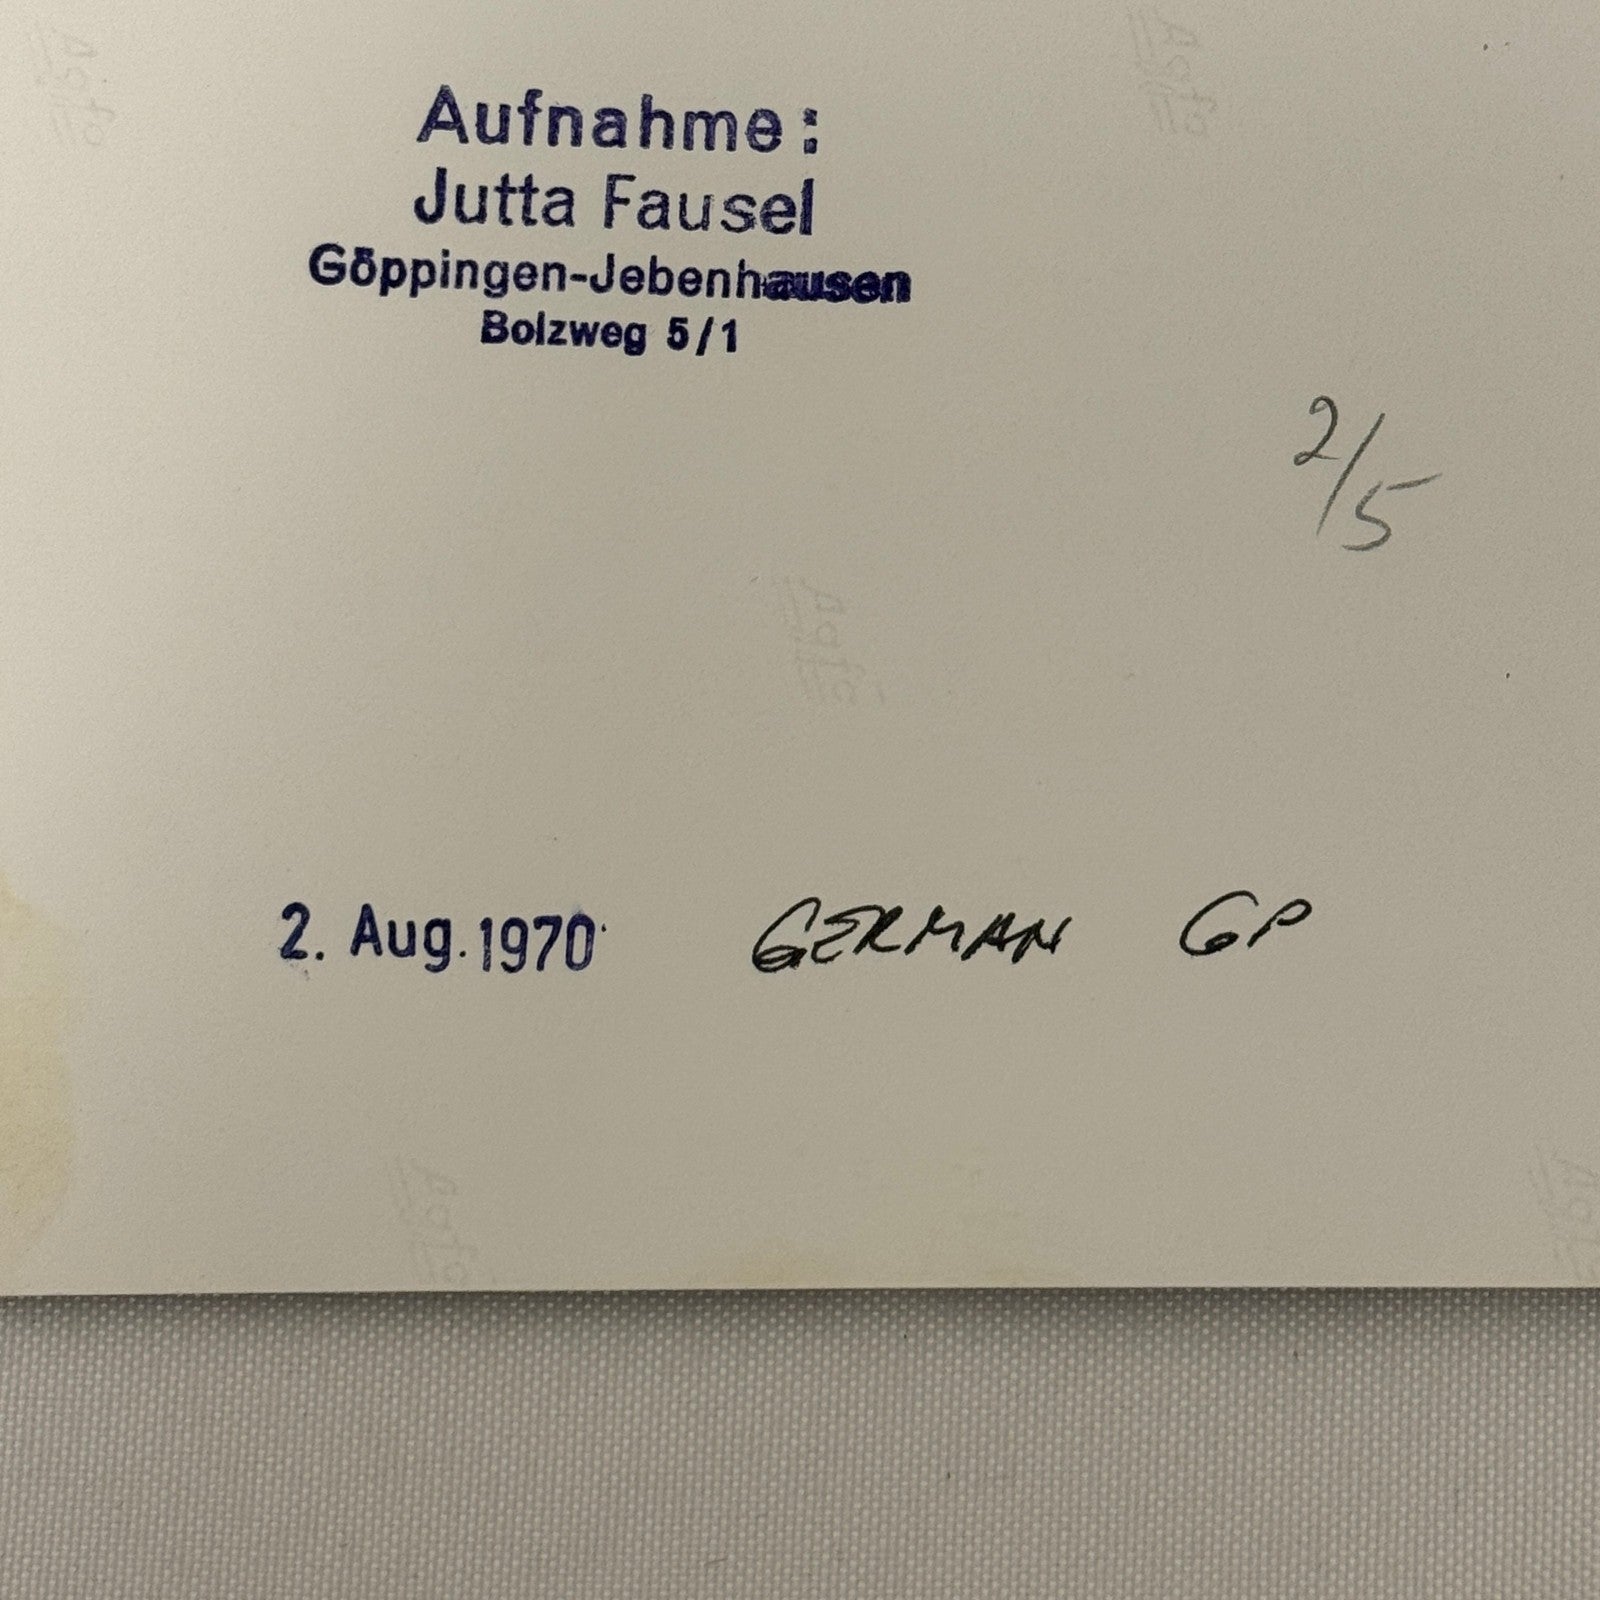 Aufnahme:
Jutta Fausel
Göppingen-Jebenhausen
Bolzweg 5/1
2/5
2. Aug. 1970 GERMAN GP